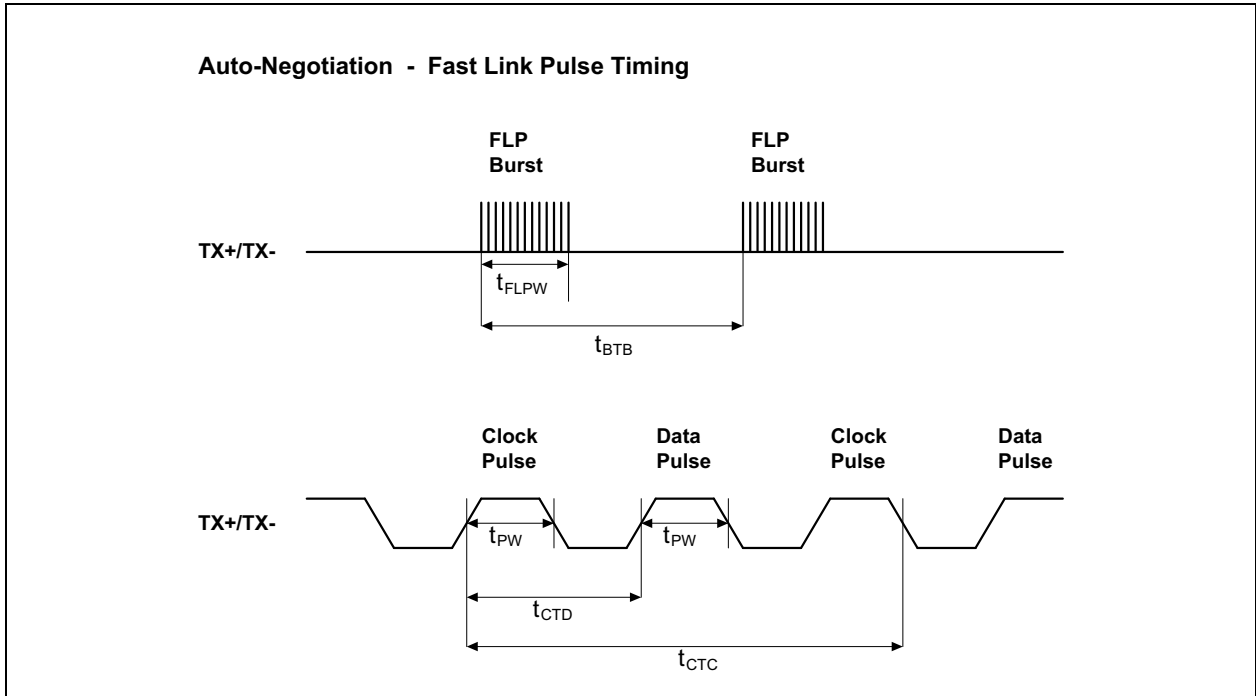 Auto-Negotiation - Fast Link Pulse Timing
FLP
Burst
FLP
Burst
TX+/TX-
tFLPW
tBTB
Clock
Pulse
Data
Pulse
Clock
Pulse
Data
Pulse
TX+/TX-
tPW
tPW
tCTD
tCTC